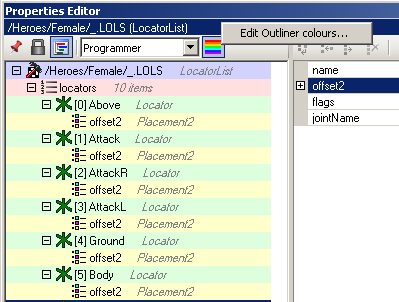 Properties Editor
/Heroes/Female/_.LOLS (LocatorList)
Edit Outliner colours...
Programmer
/Heroes/Female/_.LOLS LocatorList
locators 10 items
[0] Above Locator
offset2 Placement2
[1] Attack Locator
offset2 Placement2
[2] AttackR Locator
offset2 Placement2
[3] AttackL Locator
offset2 Placement2
[4] Ground Locator
offset2 Placement2
[5] Body Locator
offset2 Placement2
name
offset2
flags
jointName